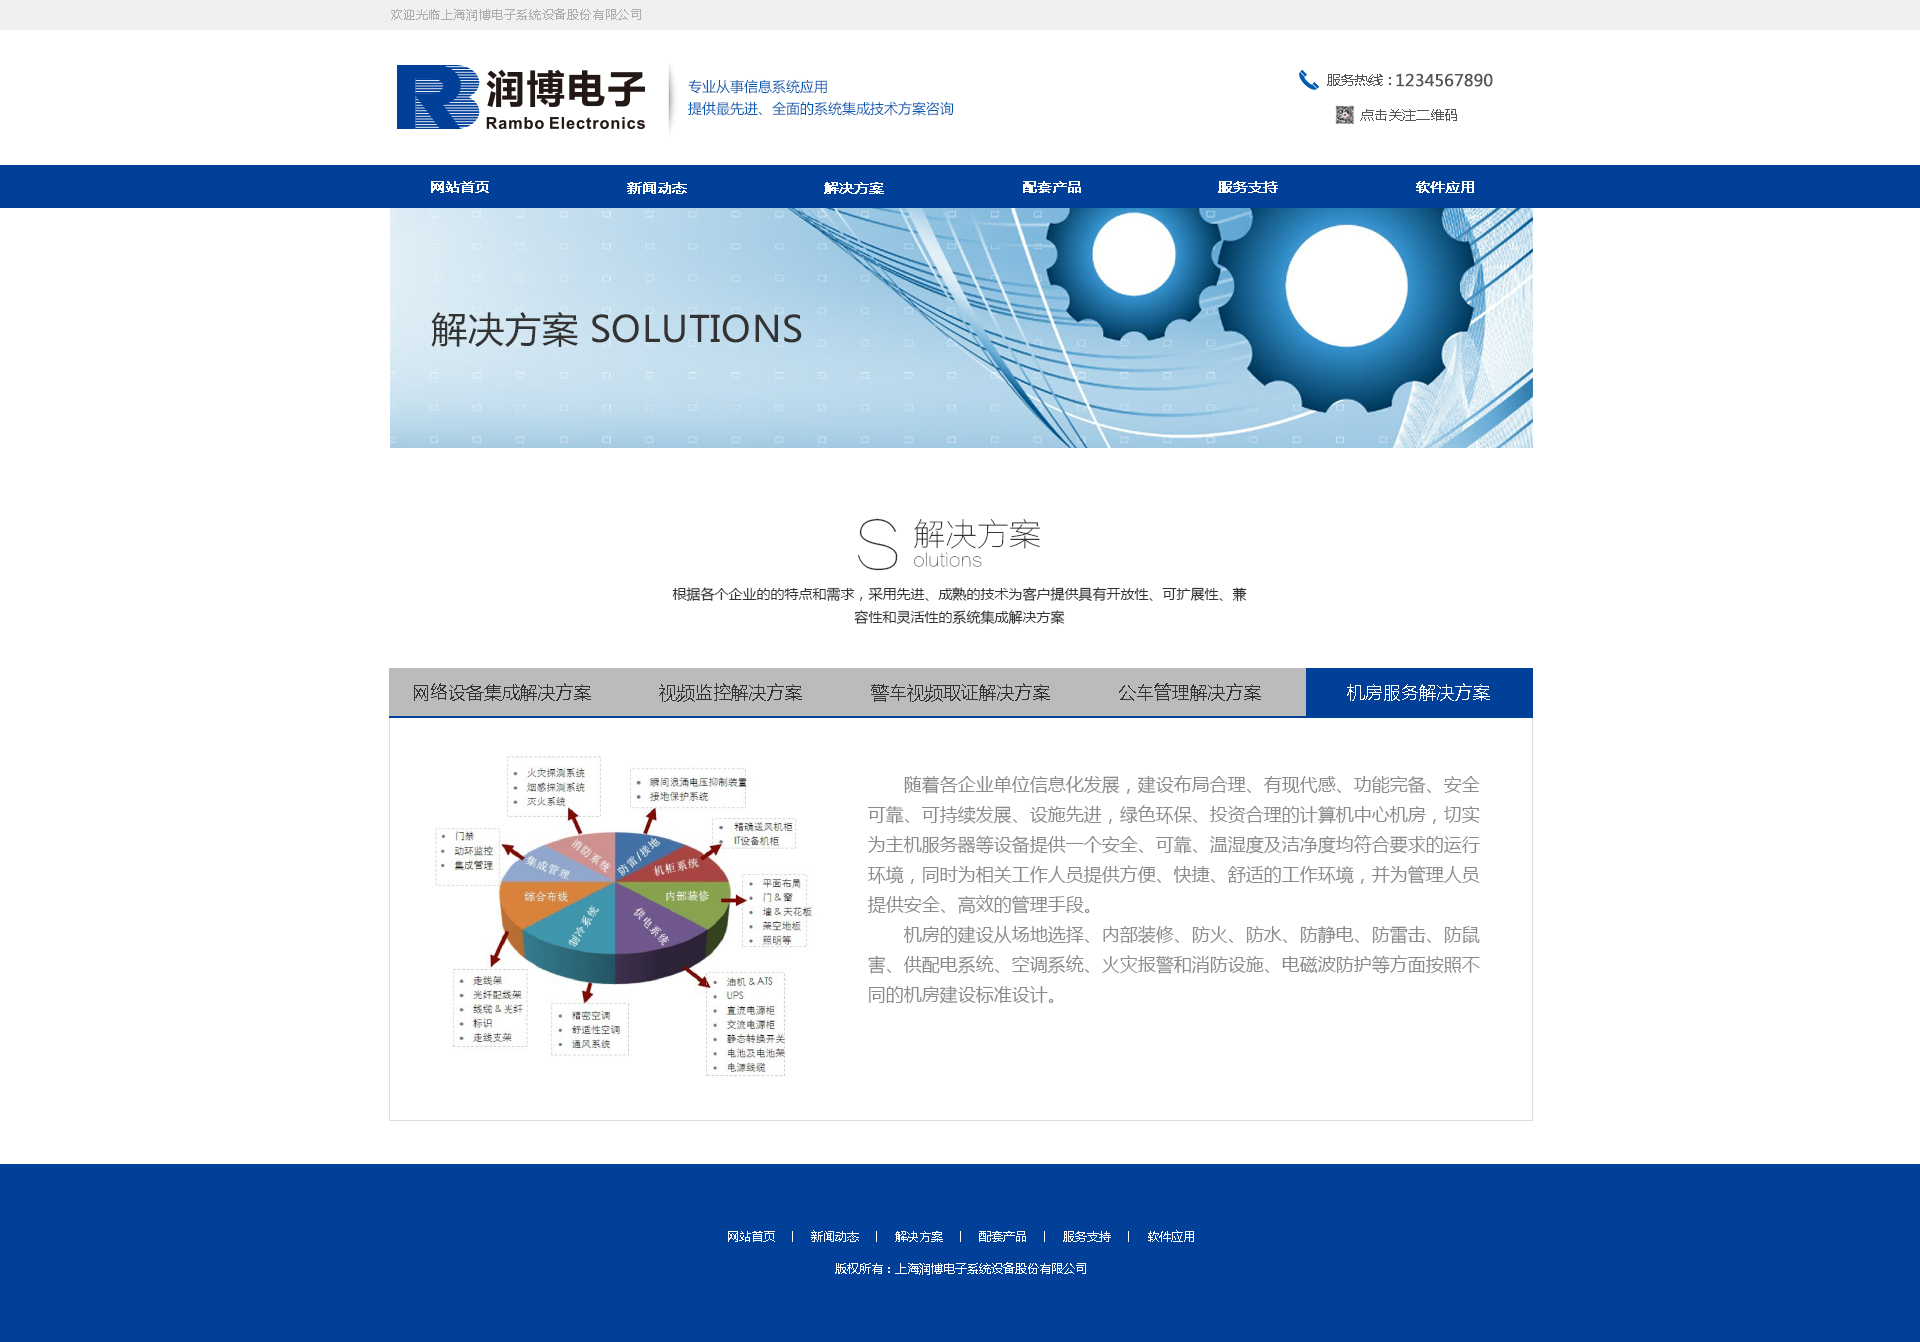 欢迎光临上海润博电子系统设备股份有限公司
润博电子
Rambo Electronics
专业从事信息系统应用
提供最先进、全面的系统集成技术方案咨询
服务热线：1234567890
点击关注二维码
网站首页 新闻动态 解决方案 配套产品 服务支持 软件应用
解决方案 SOLUTIONS
S 解决方案
olutions
根据各个企业的的特点和需求，采用先进、成熟的技术为客户提供具有开放性、可扩展性、兼
容性和灵活性的系统集成解决方案
网络设备集成解决方案 视频监控解决方案 警车视频取证解决方案 公车管理解决方案 机房服务解决方案
• 火灾探测系统
• 烟感探测系统
• 灭火系统
• 瞬间浪涌电压抑制装置
• 接地保护系统
• 精确送风机柜
• IT设备机柜
• 门禁
• 动环监控
• 集成管理
消防系统
防雷/接地
集成管理
机柜系统
综合布线
内部装修
制冷系统
供电系统
• 平面布局
• 门 & 窗
• 墙 & 天花板
• 架空地板
• 照明等
• 走线架
• 光纤配线架
• 线缆 & 光纤
• 标识
• 走线支架
• 精密空调
• 舒适性空调
• 通风系统
• 油机 & ATS
• UPS
• 直流电源柜
• 交流电源柜
• 静态转换开关
• 电池及电池架
• 电源线缆
随着各企业单位信息化发展，建设布局合理、有现代感、功能完备、安全
可靠、可持续发展、设施先进，绿色环保、投资合理的计算机中心机房，切实
为主机服务器等设备提供一个安全、可靠、温湿度及洁净度均符合要求的运行
环境，同时为相关工作人员提供方便、快捷、舒适的工作环境，并为管理人员
提供安全、高效的管理手段。
机房的建设从场地选择、内部装修、防火、防水、防静电、防雷击、防鼠
害、供配电系统、空调系统、火灾报警和消防设施、电磁波防护等方面按照不
同的机房建设标准设计。
网站首页 | 新闻动态 | 解决方案 | 配套产品 | 服务支持 | 软件应用
版权所有：上海润博电子系统设备股份有限公司